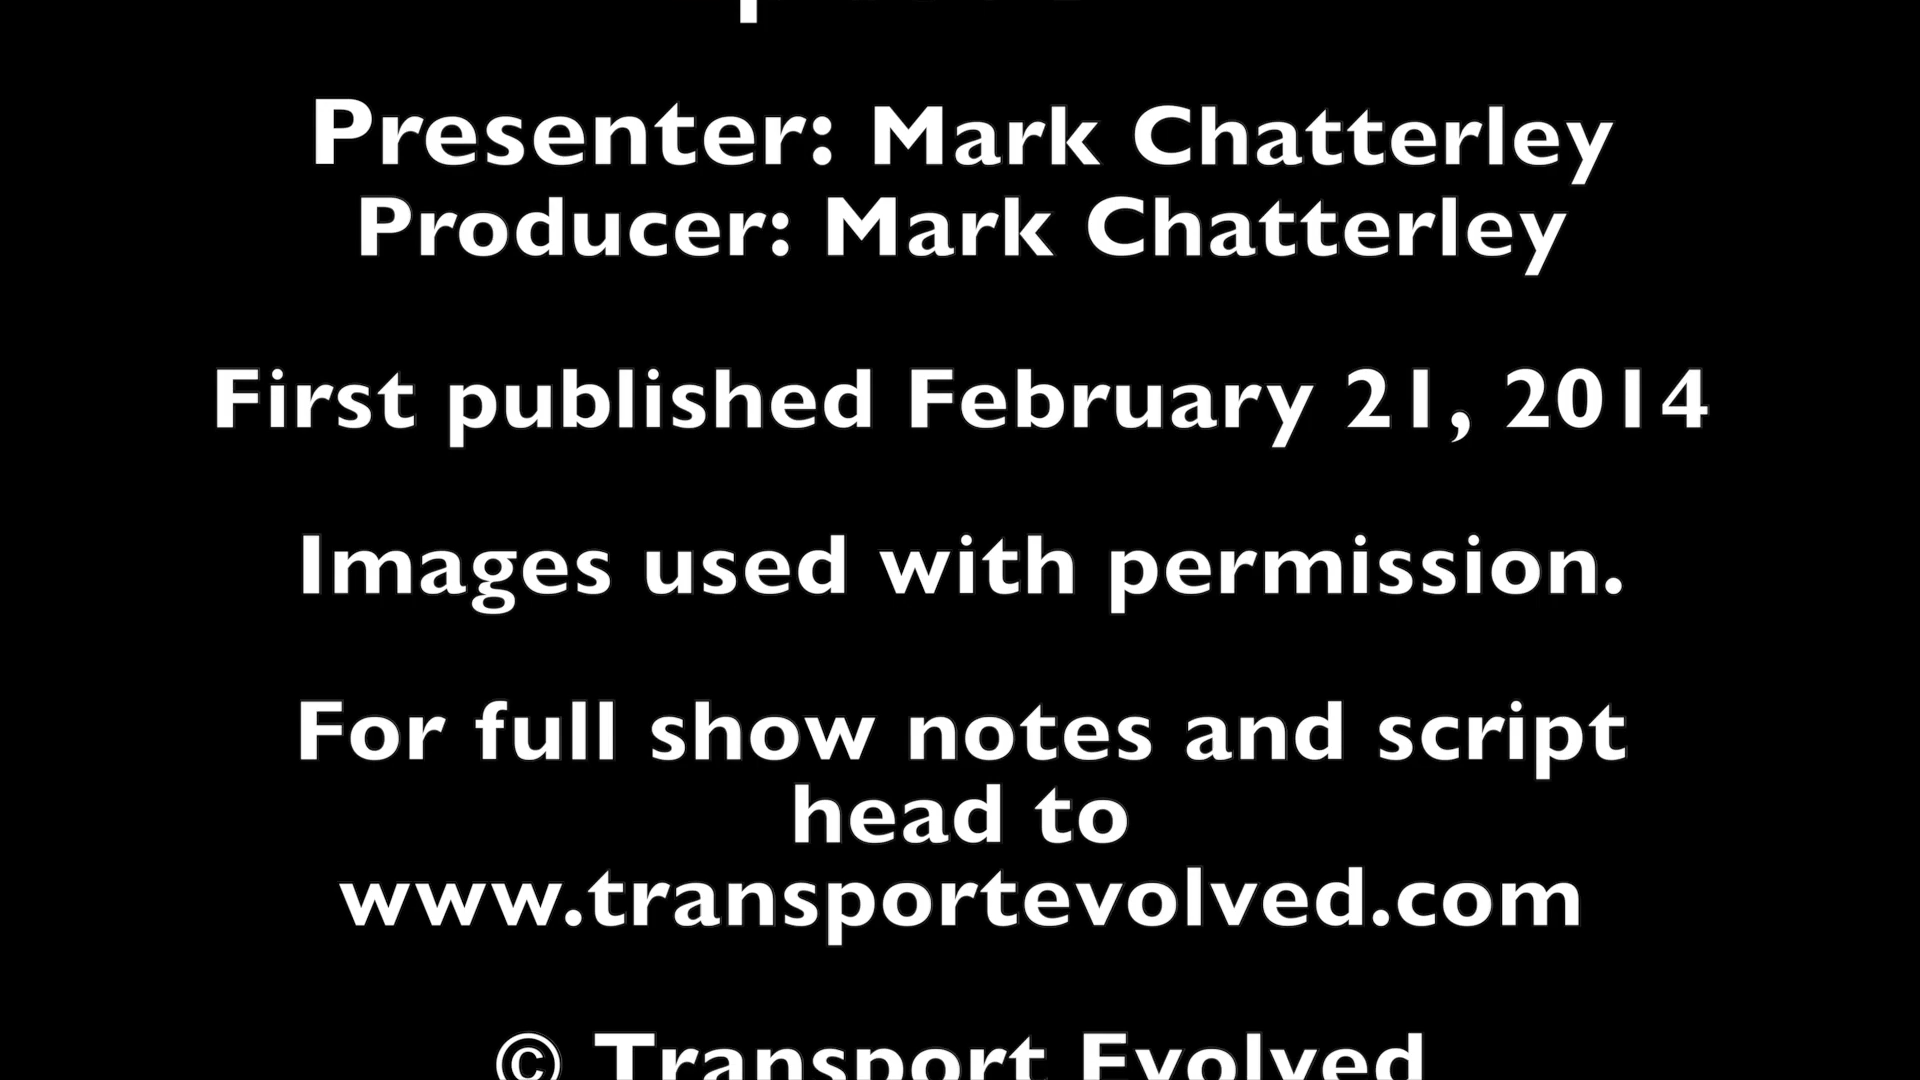 Presenter: Mark Chatterley
Producer: Mark Chatterley
First published February 21, 2014
Images used with permission.
For full show notes and script
head to
www.transportevolved.com
© Transport Evolved